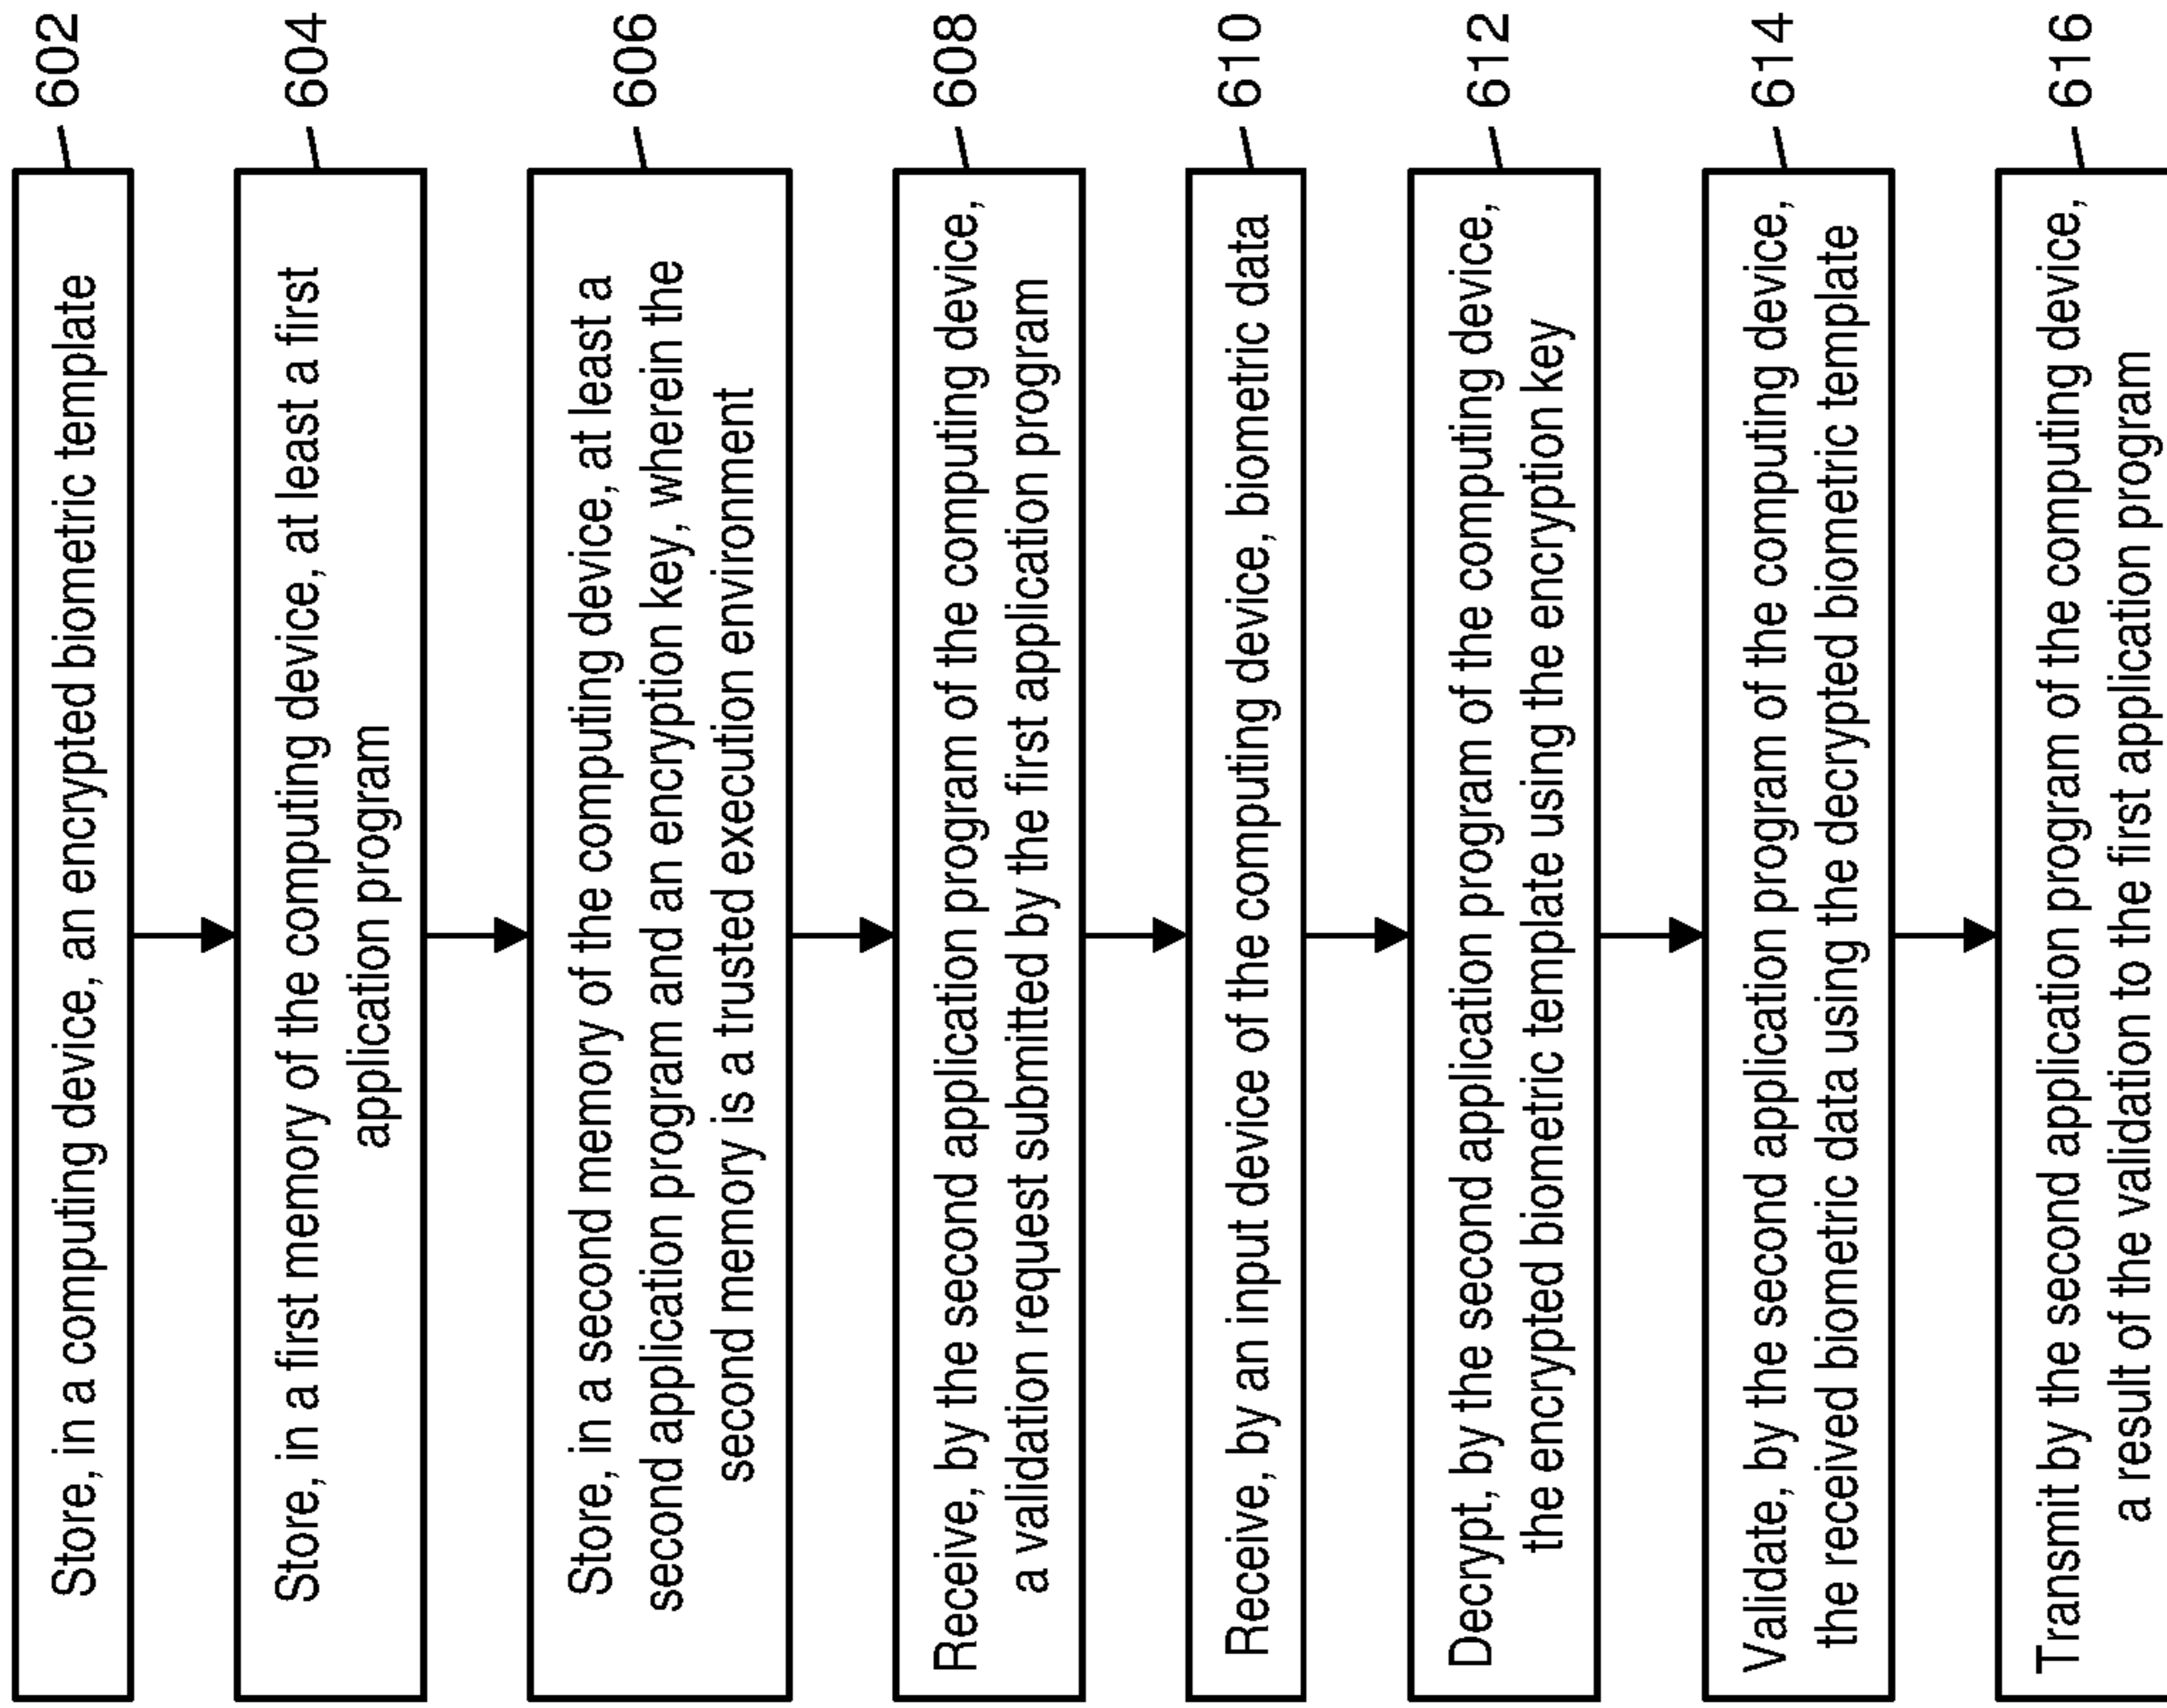 Store, in a computing device, an encrypted biometric template
602
Store, in a first memory of the computing device, at least a first
application program
604
Store, in a second memory of the computing device, at least a
second application program and an encryption key, wherein the
second memory is a trusted execution environment
606
Receive, by the second application program of the computing device,
a validation request submitted by the first application program
608
Receive, by an input device of the computing device, biometric data
610
Decrypt, by the second application program of the computing device,
the encrypted biometric template using the encryption key
612
Validate, by the second application program of the computing device,
the received biometric data using the decrypted biometric template
614
Transmit by the second application program of the computing device,
a result of the validation to the first application program
616